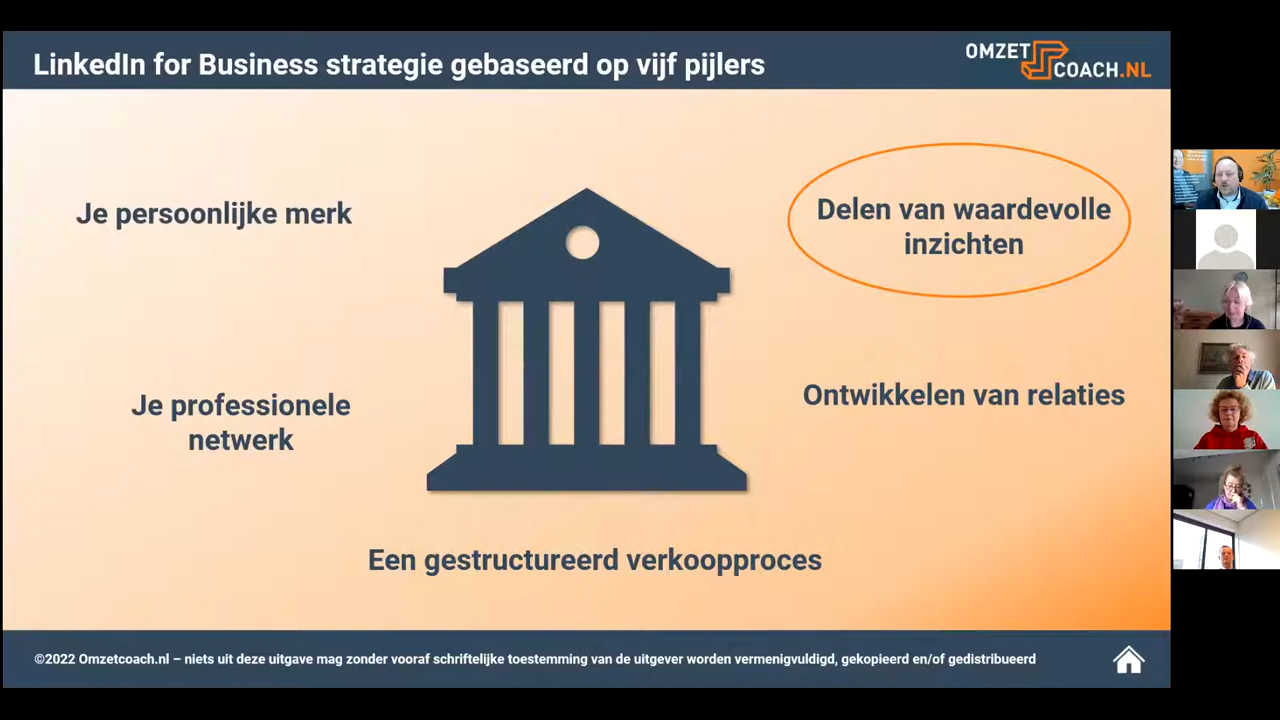 LinkedIn for Business strategie gebaseerd op vijf pijlers
OMZET
COACH.NL
Je persoonlijke merk
Delen van waardevolle
inzichten
Je professionele
netwerk
Ontwikkelen van relaties
Een gestructureerd verkoopproces
©2022 Omzetcoach.nl – niets uit deze uitgave mag zonder vooraf schriftelijke toestemming van de uitgever worden vermenigvuldigd, gekopieerd en/of gedistribueerd